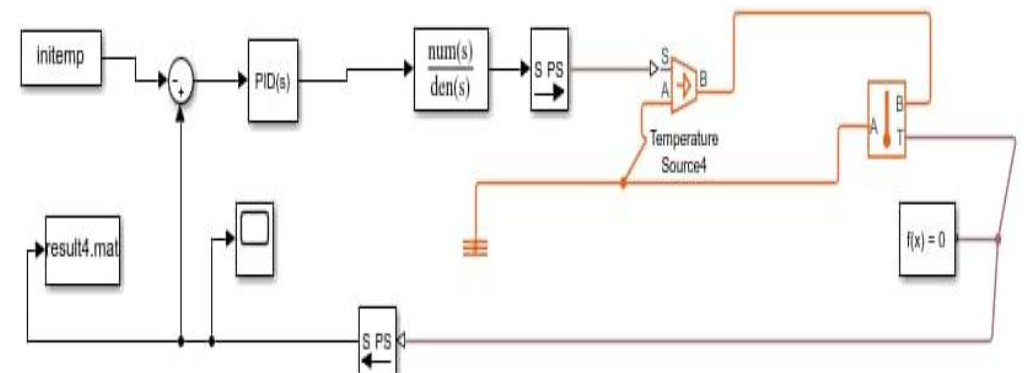 initemp
-
+
PID(s)
num(s)
den(s)
S PS
S
A
B
Temperature
Source4
B
A
T
result4.mat
f(x) = 0
S PS